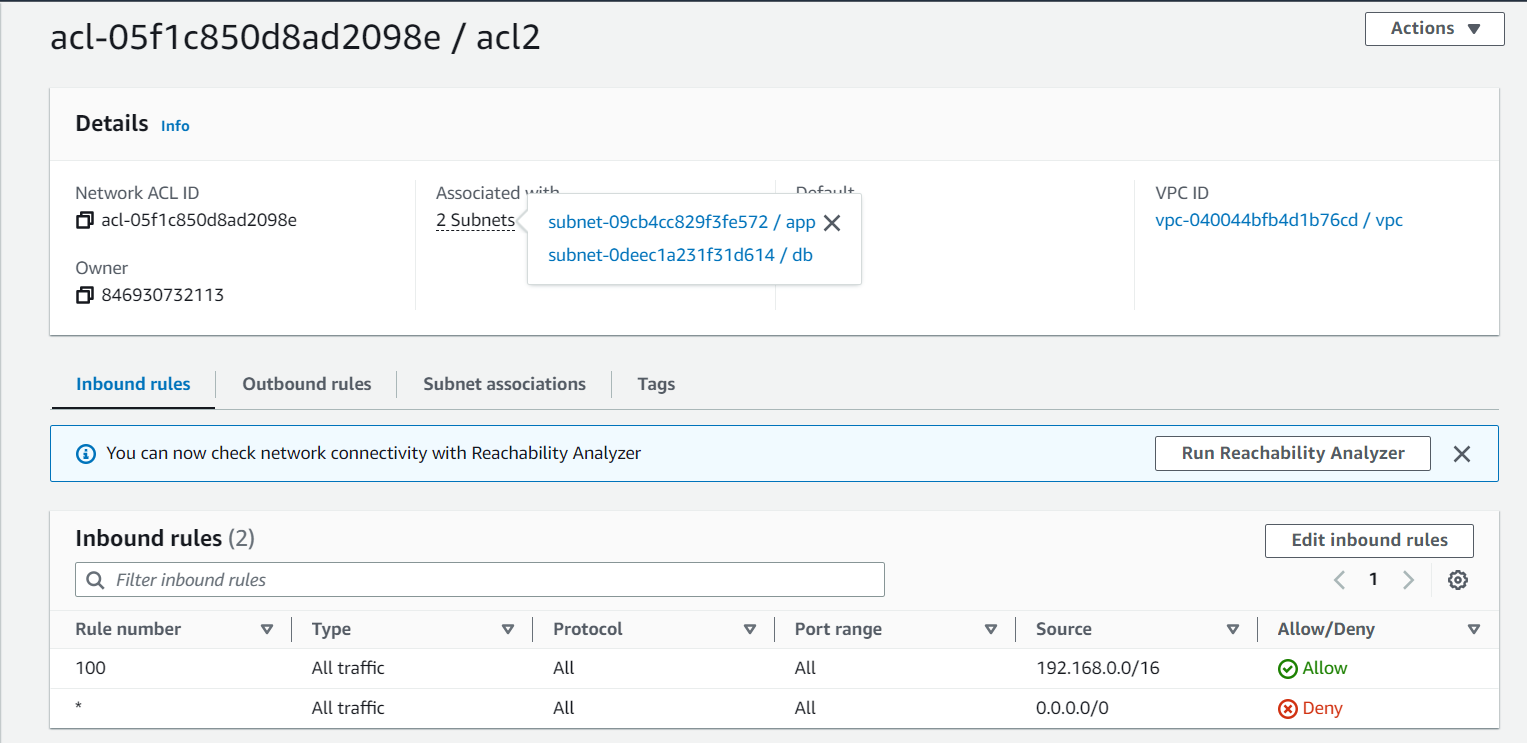 acl-05f1c850d8ad2098e / acl2
Actions
Details Info
Network ACL ID
acl-05f1c850d8ad2098e
Owner
846930732113
Associated with
2 Subnets
subnet-09cb4cc829f3fe572 / app
subnet-0deec1a231f31d614 / db
Default
VPC ID
vpc-040044bfb4d1b76cd / vpc
Inbound rules Outbound rules Subnet associations Tags
You can now check network connectivity with Reachability Analyzer Run Reachability Analyzer
Inbound rules (2) Edit inbound rules
Filter inbound rules 1
Rule number Type Protocol Port range Source Allow/Deny
100 All traffic All All 192.168.0.0/16 Allow
* All traffic All All 0.0.0.0/0 Deny